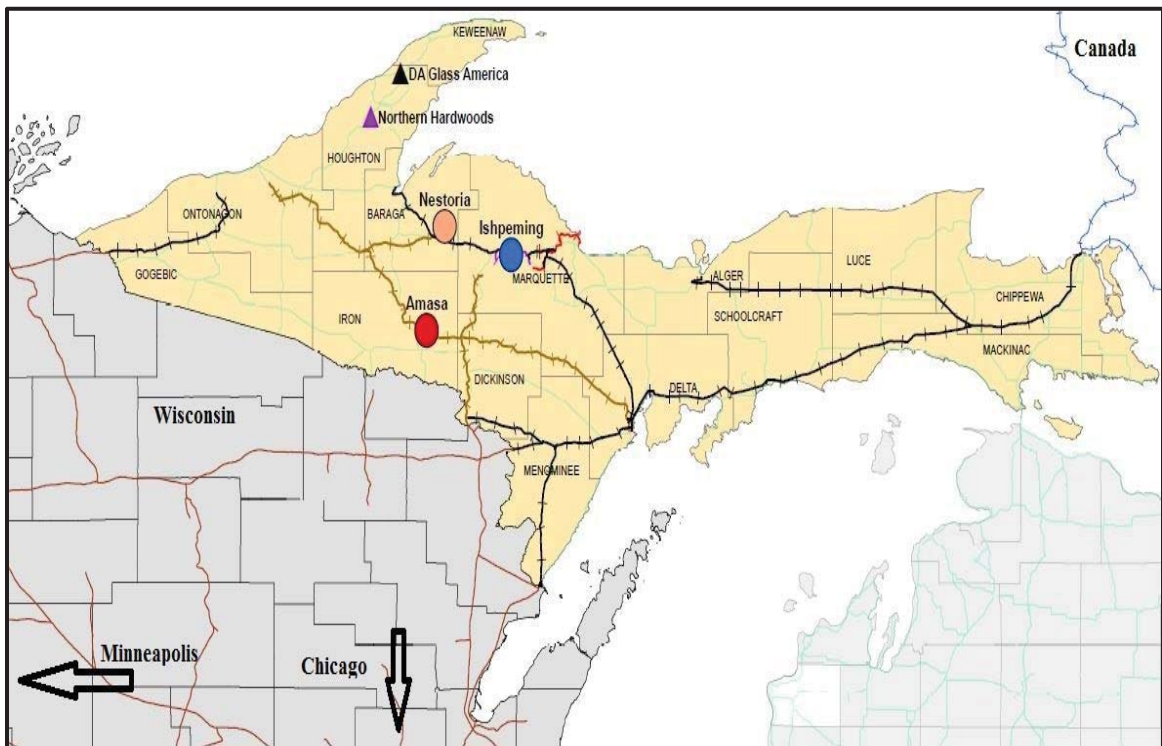 KEWEENAW
Canada
DA Glass America
Northern Hardwoods
HOUGHTON
Nestoria
ONTONAGON
BARAGA
Ishpeming
LUCE
GOGEBIC
MARQUETTE
ALGER
CHIPPEWA
Amasa
IRON
SCHOOLCRAFT
MACKINAC
DICKINSON
DELTA
Wisconsin
MENOMINEE
Minneapolis
Chicago